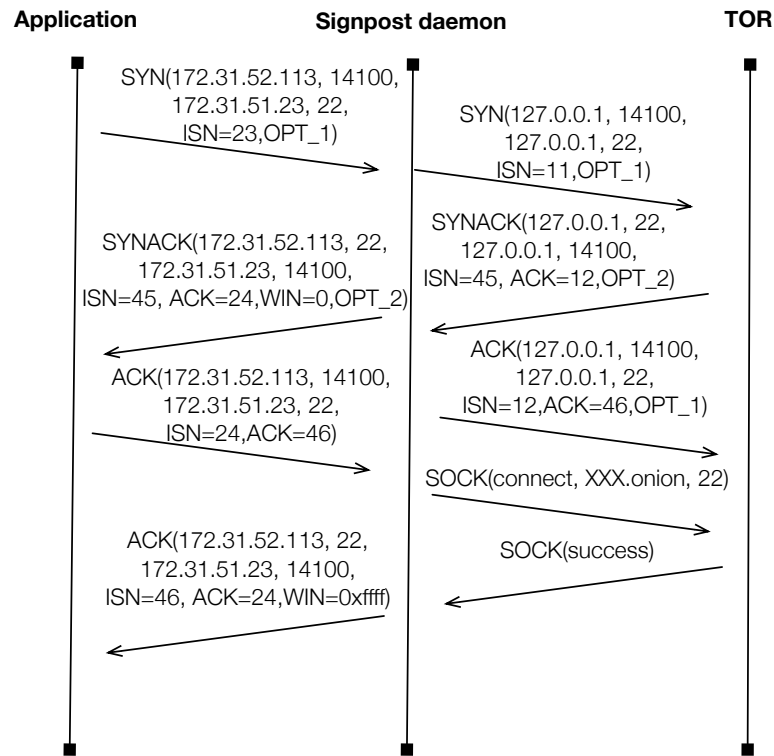 Application
Signpost daemon
TOR
SYN(172.31.52.113, 14100,
172.31.51.23, 22,
ISN=23,OPT_1)
SYN(127.0.0.1, 14100,
127.0.0.1, 22,
ISN=11,OPT_1)
SYNACK(127.0.0.1, 22,
127.0.0.1, 14100,
ISN=45, ACK=12,OPT_2)
SYNACK(172.31.52.113, 22,
172.31.51.23, 14100,
ISN=45, ACK=24,WIN=0,OPT_2)
ACK(127.0.0.1, 14100,
127.0.0.1, 22,
ISN=12,ACK=46,OPT_1)
ACK(172.31.52.113, 14100,
172.31.51.23, 22,
ISN=24,ACK=46)
SOCK(connect, XXX.onion, 22)
SOCK(success)
ACK(172.31.52.113, 22,
172.31.51.23, 14100,
ISN=46, ACK=24,WIN=0xffff)